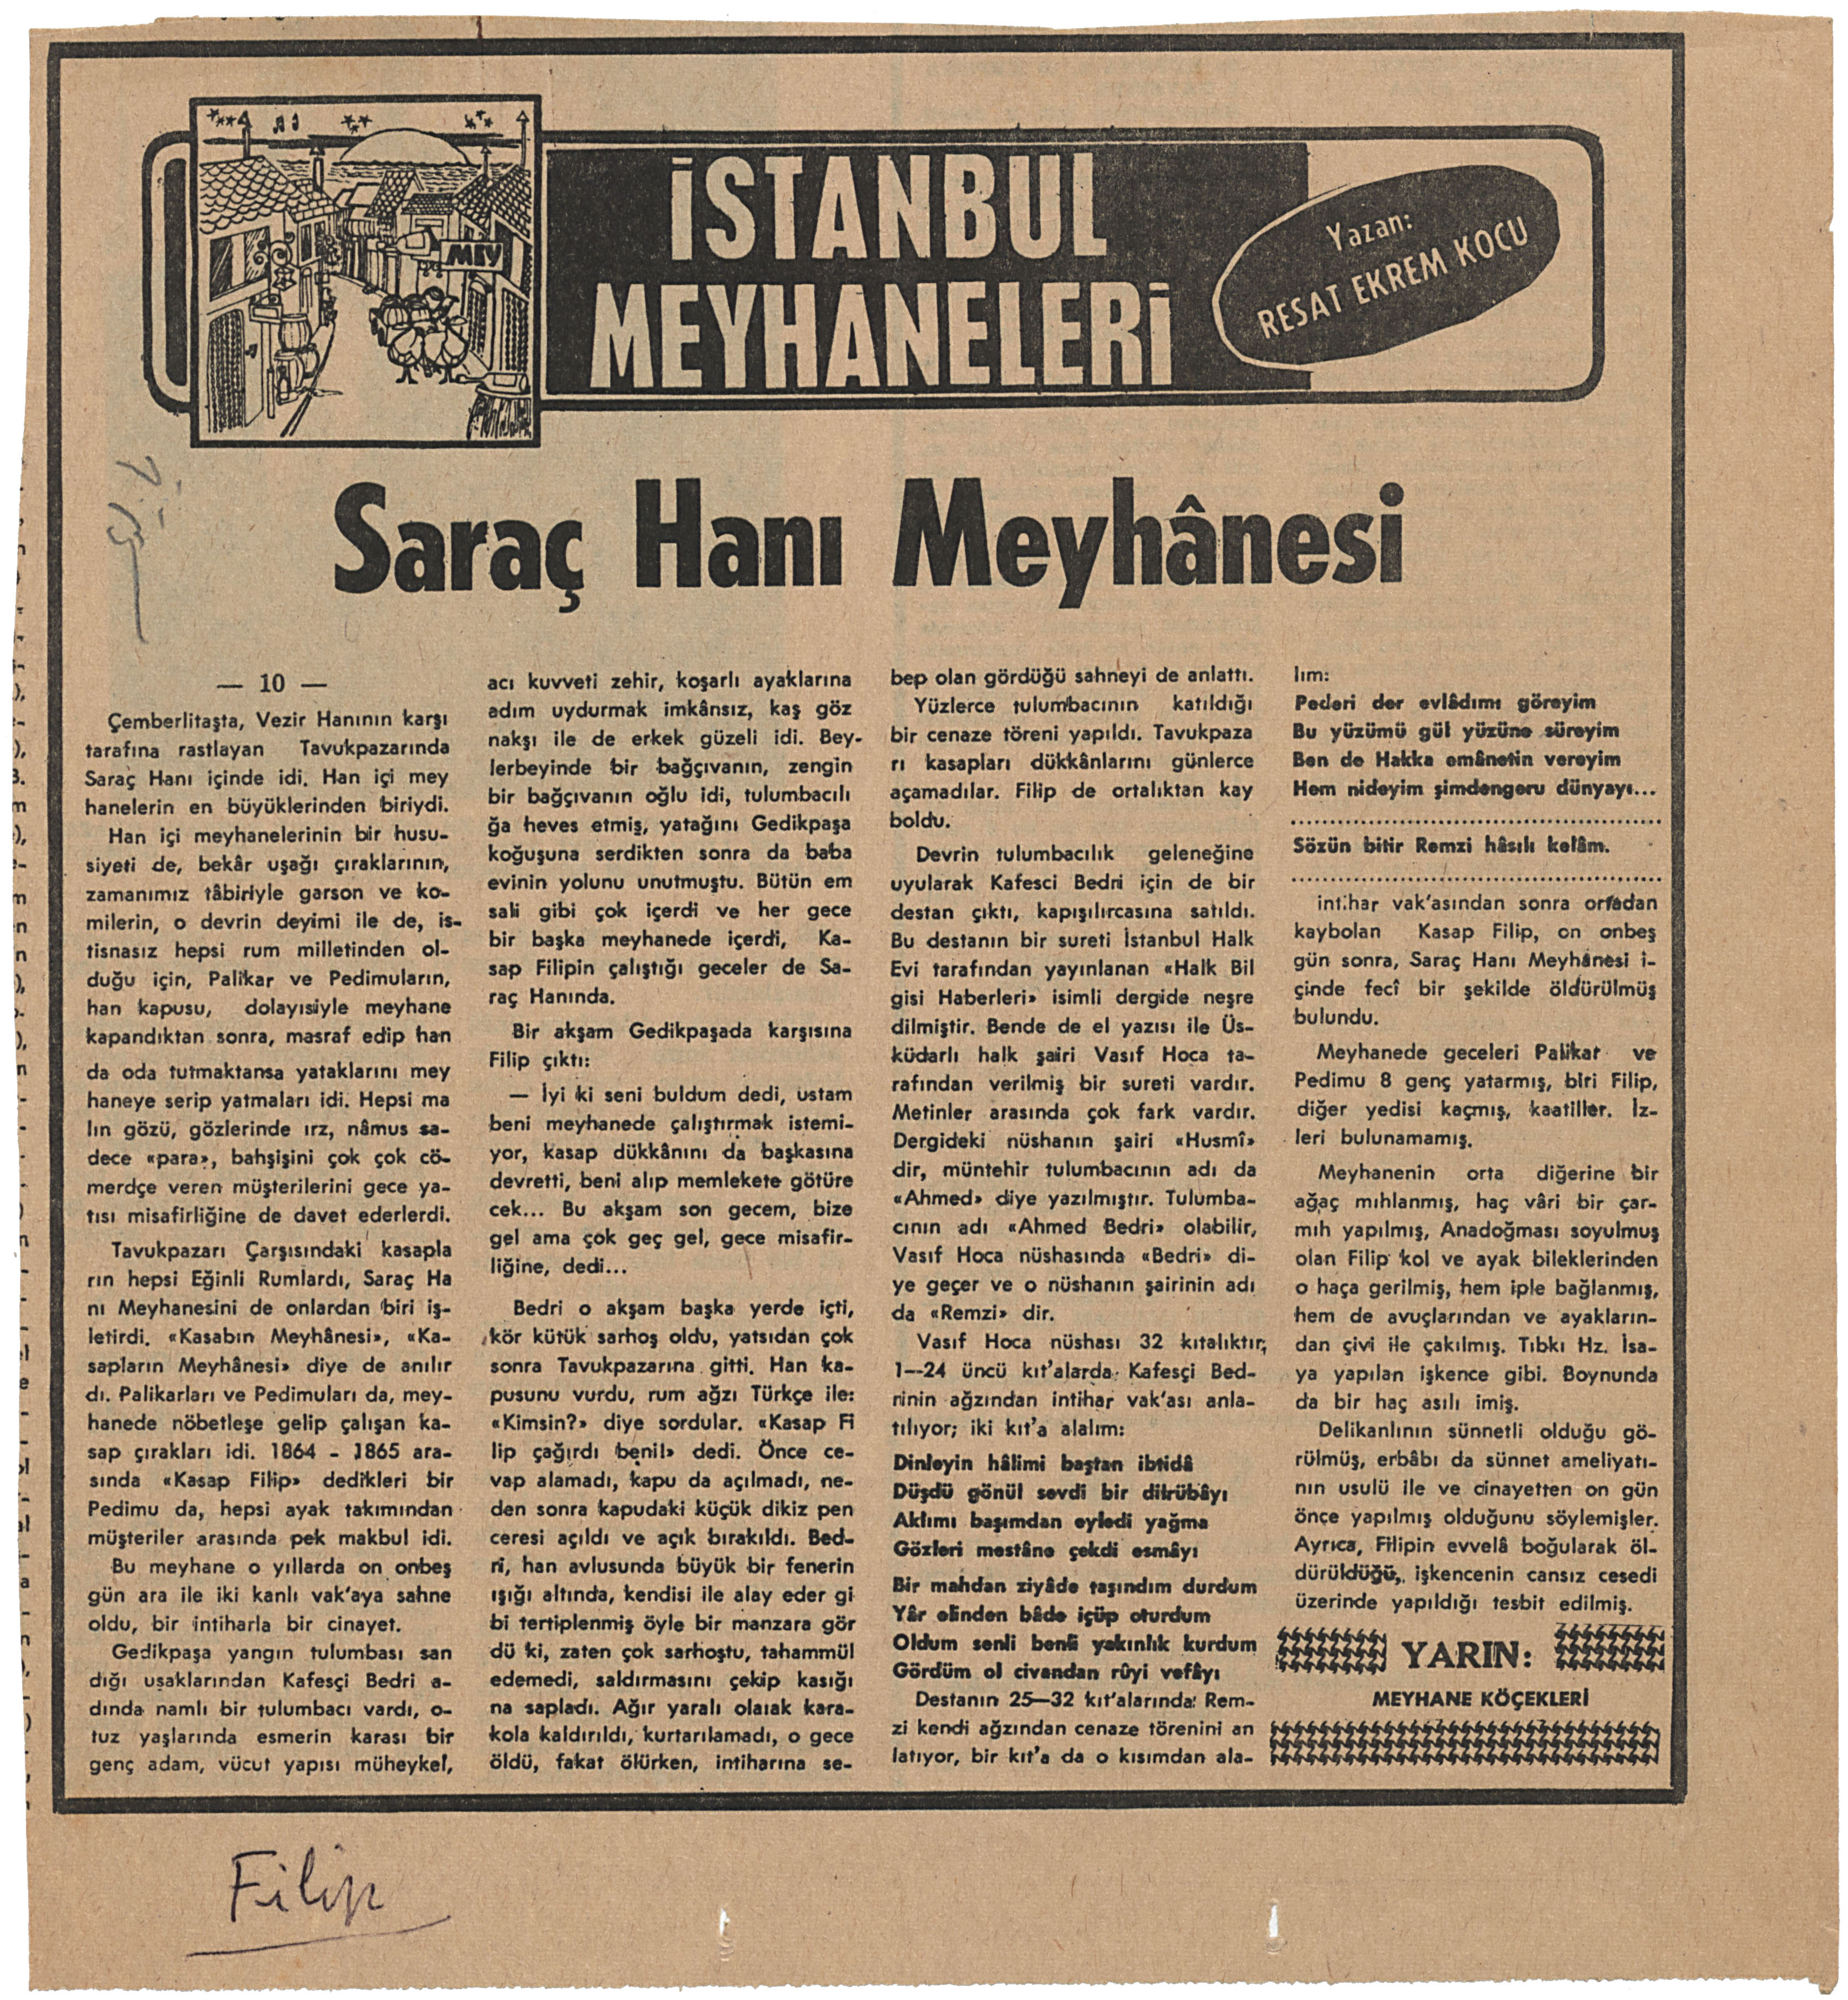 MEY
İSTANBUL
MEYHANELERİ
Yazan:
RESAT EKREM KOCU
Saraç Hanı Meyhânesi
— 10 —
Çemberlitaşta, Vezir Hanının karşı
tarafına rastlayan Tavukpazarında
Saraç Hanı içinde idi. Han içi mey
hanelerin en büyüklerinden biriydi.
Han içi meyhanelerinin bir husu-
siyeti de, bekâr uşağı çıraklarının,
zamanımız tâbiriyle garson ve ko-
milerin, o devrin deyimi ile de, is-
tisnasız hepsi rum milletinden ol-
duğu için, Palikar ve Pedimuların,
han kapusu, dolayısiyle meyhane
kapandıktan sonra, masraf edip han
da oda tutmaktansa yataklarını mey
haneye serip yatmaları idi. Hepsi ma
lın gözü, gözlerinde ırz, nâmus sa-
dece «para», bahşişini çok çok cö-
merdçe veren müşterilerini gece ya-
tısı misafirliğine de davet ederlerdi.
Tavukpazarı Çarşısındaki kasapla
rın hepsi Eğinli Rumlardı, Saraç Ha
nı Meyhanesini de onlardan biri iş-
letirdi. «Kasabın Meyhânesi», «Ka-
sapların Meyhânesi» diye de anılır
dı. Palikarları ve Pedimuları da, mey-
hanede nöbetleşe gelip çalışan ka-
sap çırakları idi. 1864 - 1865 ara-
sında «Kasap Filip» dedikleri bir
Pedimu da, hepsi ayak takımından
müşteriler arasında pek makbul idi.
Bu meyhane o yıllarda on onbeş
gün ara ile iki kanlı vak'aya sahne
oldu, bir intiharla bir cinayet.
Gedikpaşa yangın tulumbası san
dığı uşaklarından Kafesçi Bedri a-
dında namlı bir tulumbacı vardı, o-
tuz yaşlarında esmerin karası bir
genç adam, vücut yapısı müheykel,
acı kuvveti zehir, koşarlı ayaklarına
adım uydurmak imkânsız, kaş göz
nakşı ile de erkek güzeli idi. Bey-
lerbeyinde bir bağçıvanın, zengin
bir bağçıvanın oğlu idi, tulumbacılı
ğa heves etmiş, yatağını Gedikpaşa
koğuşuna serdikten sonra da baba
evinin yolunu unutmuştu. Bütün em
sali gibi çok içerdi ve her gece
bir başka meyhanede içerdi, Ka-
sap Filipin çalıştığı geceler de Sa-
raç Hanında.
Bir akşam Gedikpaşada karşısına
Filip çıktı:
— İyi ki seni buldum dedi, ustam
beni meyhanede çalıştırmak istemi-
yor, kasap dükkânını da başkasına
devretti, beni alıp memlekete götüre
cek... Bu akşam son gecem, bize
gel ama çok geç gel, gece misafir-
liğine, dedi...
Bedri o akşam başka yerde içti,
kör kütük sarhoş oldu, yatsıdan çok
sonra Tavukpazarına gitti. Han ka-
pusunu vurdu, rum ağzı Türkçe ile:
«Kimsin?» diye sordular. «Kasap Fi
lip çağırdı beni!» dedi. Önce ce-
vap alamadı, kapu da açılmadı, ne-
den sonra kapudaki küçük dikiz pen
ceresi açıldı ve açık bırakıldı. Bed-
ri, han avlusunda büyük bir fenerin
ışığı altında, kendisi ile alay eder gi
bi tertiplenmiş öyle bir manzara gör
dü ki, zaten çok sarhoştu, tahammül
edemedi, saldırmasını çekip kasığı
na sapladı. Ağır yaralı olarak kara-
kola kaldırıldı, kurtarılamadı, o gece
öldü, fakat ölürken, intiharına se-
bep olan gördüğü sahneyi de anlattı.
Yüzlerce tulumbacının katıldığı
bir cenaze töreni yapıldı. Tavukpaza
rı kasapları dükkânlarını günlerce
açamadılar. Filip de ortalıktan kay
boldu.
Devrin tulumbacılık geleneğine
uyularak Kafesci Bedri için de bir
destan çıktı, kapışılırcasına satıldı.
Bu destanın bir sureti İstanbul Halk
Evi tarafından yayınlanan «Halk Bil
gisi Haberleri» isimli dergide neşre
dilmiştir. Bende de el yazısı ile Üs-
küdarlı halk şairi Vasıf Hoca ta-
rafından verilmiş bir sureti vardır.
Metinler arasında çok fark vardır.
Dergideki nüshanın şairi «Husmî»
dir, müntehir tulumbacının adı da
«Ahmed» diye yazılmıştır. Tulumba-
cının adı «Ahmed Bedri» olabilir,
Vasıf Hoca nüshasında «Bedri» di-
ye geçer ve o nüshanın şairinin adı
da «Remzi» dir.
Vasıf Hoca nüshası 32 kıtalıktır;
1—24 üncü kıt'alarda, Kafesçi Bed-
rinin ağzından intihar vak'ası anla-
tılıyor; iki kıt'a alalım:
Dinleyin hâlimi baştan ibtidâ
Düşdü gönül sevdi bir dilrübâyı
Aklımı başımdan eyledi yağma
Gözleri mestâne çekdi esmâyı
Bir mahdan ziyâde taşındım durdum
Yâr elinden bâde içüp oturdum
Oldum senli benli yakınlık kurdum
Gördüm ol civandan rûyi vefâyı
Destanın 25—32 kıt'alarında Rem-
zi kendi ağzından cenaze törenini an
latıyor, bir kıt'a da o kısımdan ala-
lım:
Pederi der evlâdımı göreyim
Bu yüzümü gül yüzüne süreyim
Ben de Hakka emânetin vereyim
Hem nideyim şimdengeru dünyayı...
Sözün bitir Remzi hâsılı kelâm.
intihar vak'asından sonra ortadan
kaybolan Kasap Filip, on onbeş
gün sonra, Saraç Hanı Meyhânesi i-
çinde fecî bir şekilde öldürülmüş
bulundu.
Meyhanede geceleri Palikar ve
Pedimu 8 genç yatarmış, biri Filip,
diğer yedisi kaçmış, kaatiller. İz-
leri bulunamamış.
Meyhanenin orta diğerine bir
ağaç mıhlanmış, haç vâri bir çar-
mıh yapılmış, Anadoğması soyulmuş
olan Filip kol ve ayak bileklerinden
o haça gerilmiş, hem iple bağlanmış,
hem de avuçlarından ve ayakların-
dan çivi ile çakılmış. Tıbkı Hz. İsa-
ya yapılan işkence gibi. Boynunda
da bir haç asılı imiş.
Delikanlının sünnetli olduğu gö-
rülmüş, erbâbı da sünnet ameliyatı-
nın usulü ile ve cinayetten on gün
önçe yapılmış olduğunu söylemişler.
Ayrıca, Filipin evvelâ boğularak öl-
dürüldüğü, işkencenin cansız cesedi
üzerinde yapıldığı tesbit edilmiş.
YARIN:
MEYHANE KÖÇEKLERİ
Filip